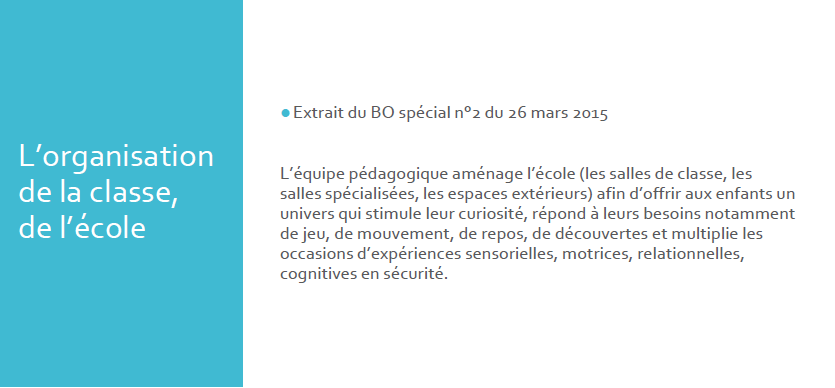 L’organisation
de la classe,
de l’école
● Extrait du BO spécial n°2 du 26 mars 2015
L’équipe pédagogique aménage l’école (les salles de classe, les
salles spécialisées, les espaces extérieurs) afin d’offrir aux enfants un
univers qui stimule leur curiosité, répond à leurs besoins notamment
de jeu, de mouvement, de repos, de découvertes et multiplie les
occasions d’expériences sensorielles, motrices, relationnelles,
cognitives en sécurité.